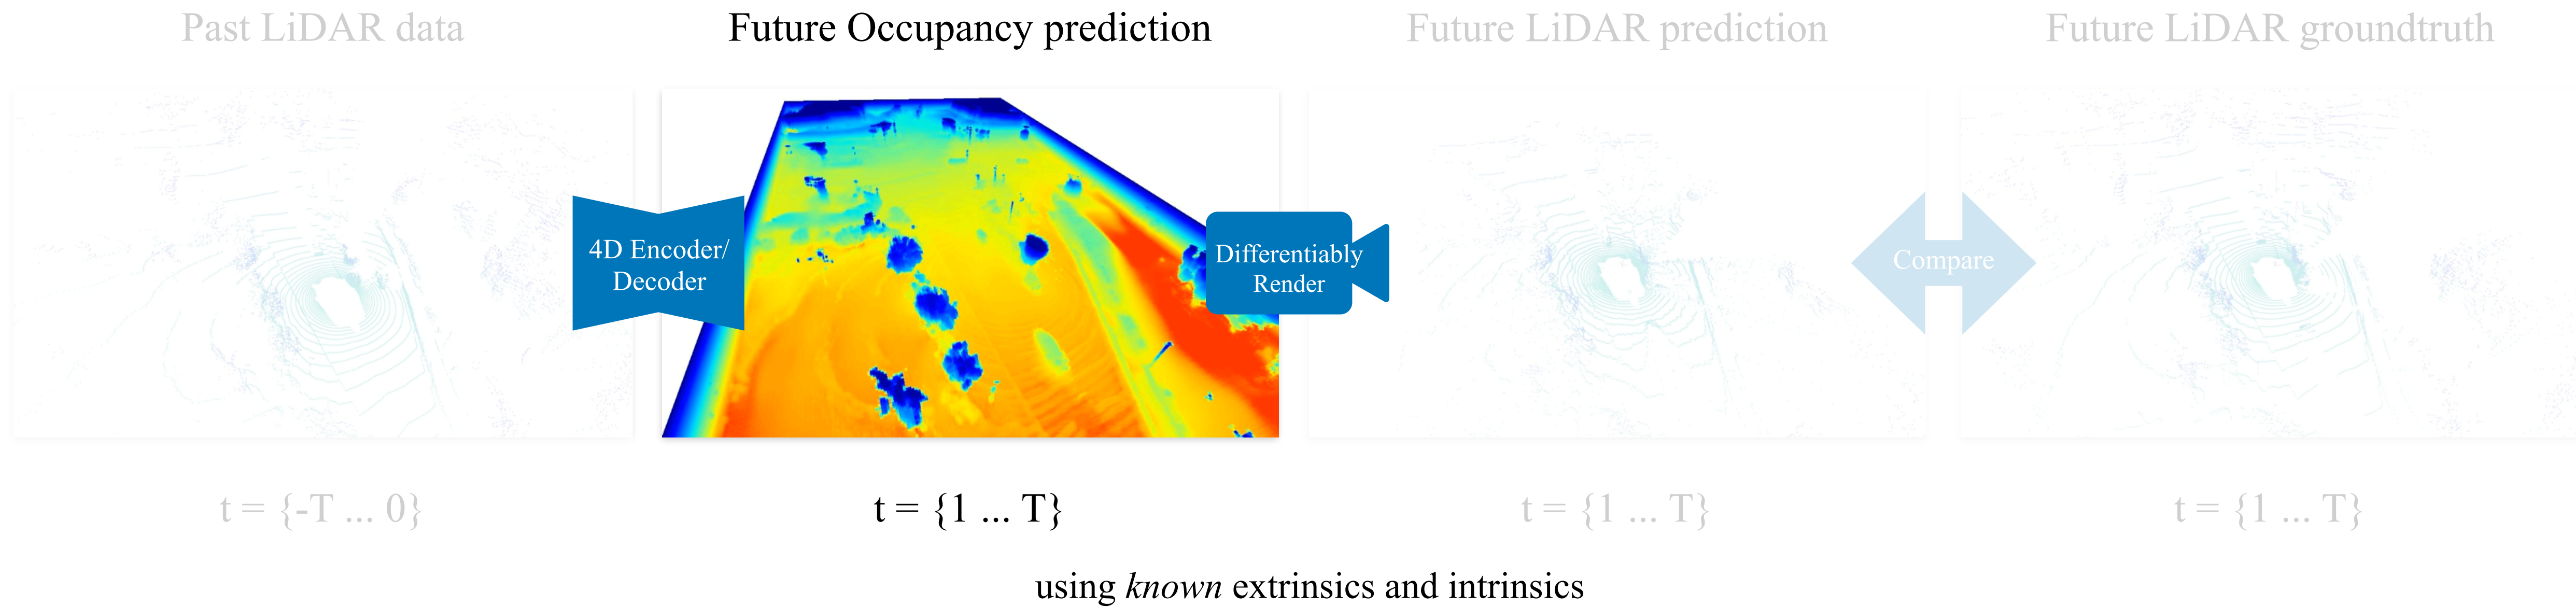 Past LiDAR data
Future Occupancy prediction
Future LiDAR prediction
Future LiDAR groundtruth
4D Encoder/
Decoder
Differentiably
Render
Compare
t = {-T ... 0}
t = {1 ... T}
t = {1 ... T}
t = {1 ... T}
using known extrinsics and intrinsics